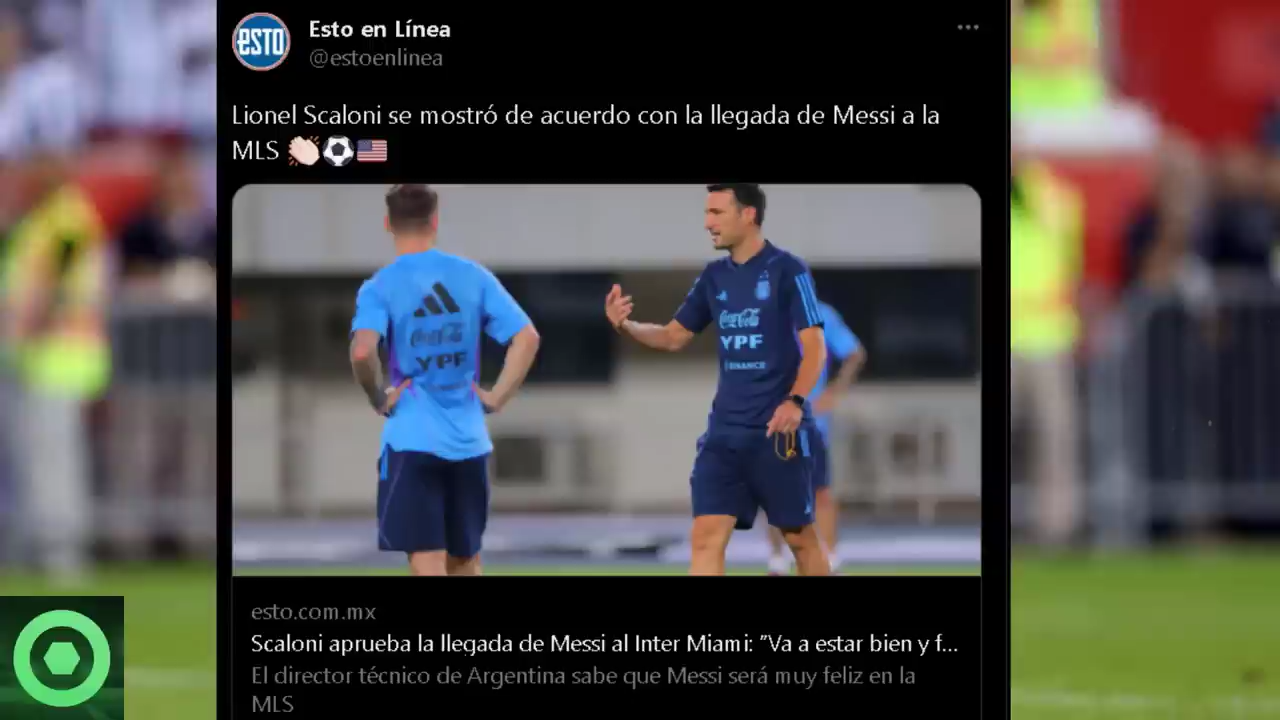 esto
Esto en Línea
@estoenlinea
Lionel Scaloni se mostró de acuerdo con la llegada de Messi a la
MLS
Coca-Cola
YPF
Coca-Cola
YPF
BINANCE
esto.com.mx
Scaloni aprueba la llegada de Messi al Inter Miami: "Va a estar bien y f...
El director técnico de Argentina sabe que Messi será muy feliz en la
MLS